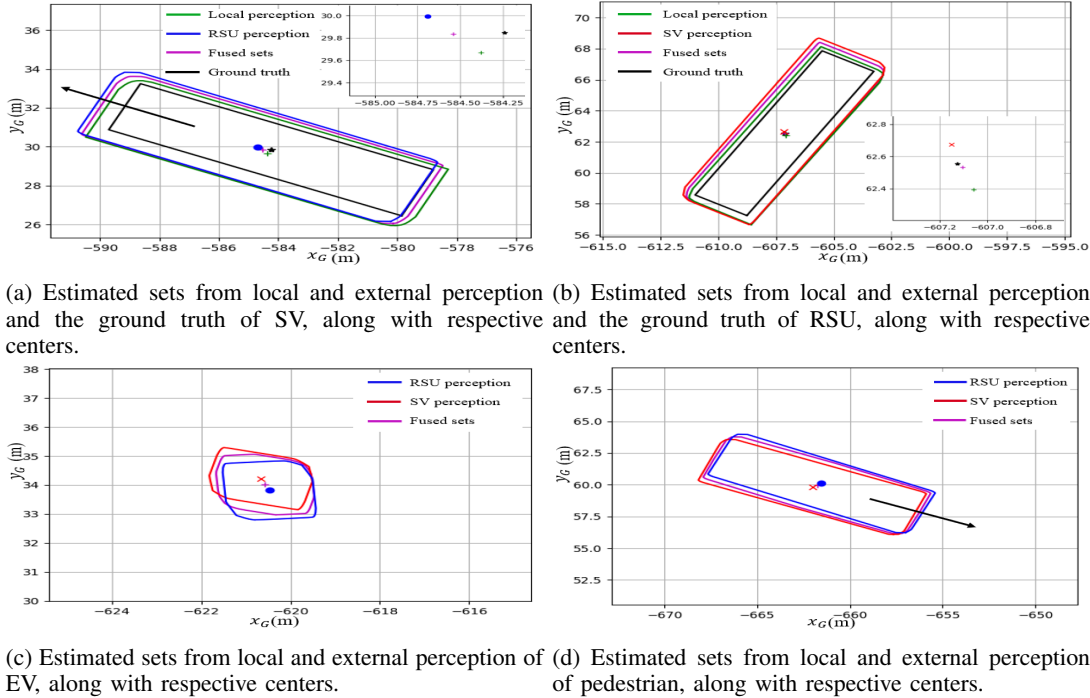 Local perception
RSU perception
Fused sets
Ground truth
36
34
32
30
28
26
y_G (m)
−590 −588 −586 −584 −582 −580 −578 −576
x_G (m)
30.0
29.8
29.6
29.4
−585.00 −584.75 −584.50 −584.25
Local perception
SV perception
Fused sets
Ground truth
70
68
66
64
62
60
58
56
y_G (m)
−615.0 −612.5 −610.0 −607.5 −605.0 −602.5 −600.0 −597.5 −595.0
x_G (m)
62.8
62.6
62.4
−607.2 −607.0 −606.8
(a) Estimated sets from local and external perception
and the ground truth of SV, along with respective
centers.
(b) Estimated sets from local and external perception
and the ground truth of RSU, along with respective
centers.
RSU perception
SV perception
Fused sets
38
37
36
35
34
33
32
31
30
y_G (m)
−624 −622 −620 −618 −616
x_G (m)
RSU perception
SV perception
Fused sets
67.5
65.0
62.5
60.0
57.5
55.0
52.5
y_G (m)
−670 −665 −660 −655 −650
x_G (m)
(c) Estimated sets from local and external perception of
EV, along with respective centers.
(d) Estimated sets from local and external perception
of pedestrian, along with respective centers.